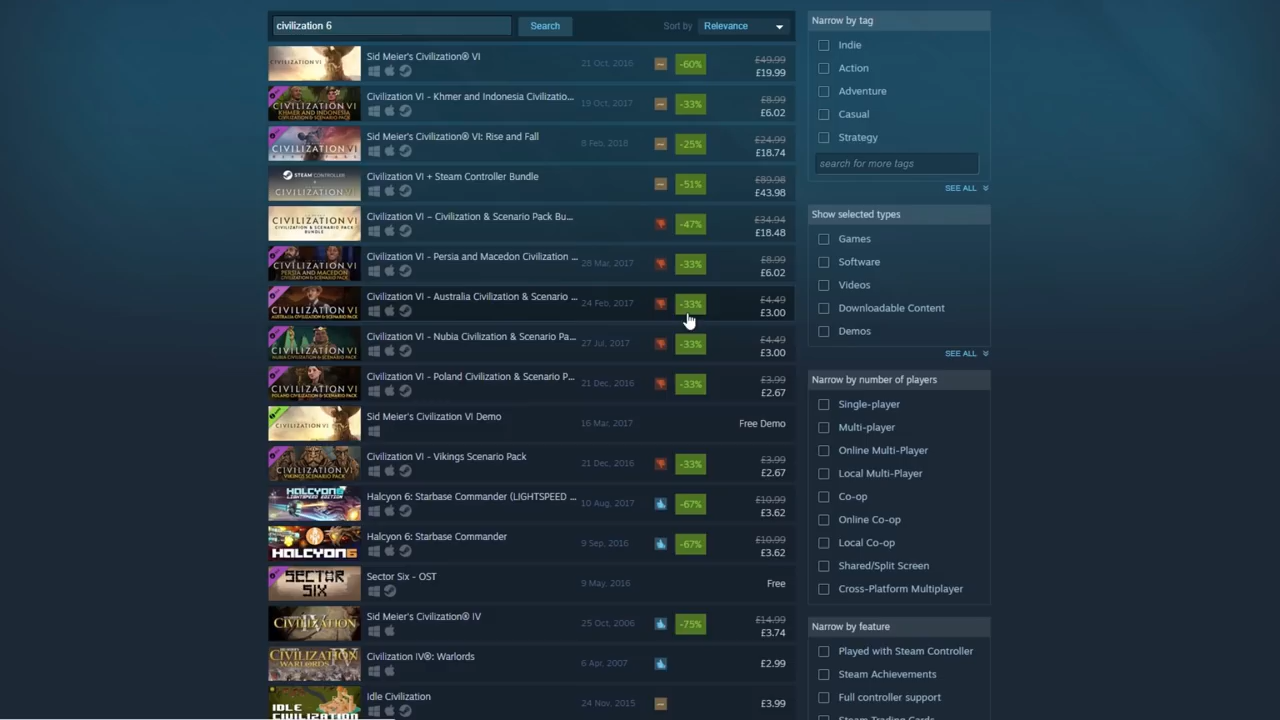 civilization 6
Search
Sort by
Relevance
Sid Meier's Civilization® VI
21 Oct, 2016
-60%
£49.99
£19.99
Civilization VI - Khmer and Indonesia Civilizatio...
19 Oct, 2017
-33%
£8.99
£6.02
Sid Meier's Civilization® VI: Rise and Fall
8 Feb, 2018
-25%
£24.99
£18.74
Civilization VI + Steam Controller Bundle
-51%
£89.98
£43.98
Civilization VI – Civilization & Scenario Pack Bu...
-47%
£34.94
£18.48
Civilization VI - Persia and Macedon Civilization ...
28 Mar, 2017
-33%
£8.99
£6.02
Civilization VI - Australia Civilization & Scenario ...
24 Feb, 2017
-33%
£4.49
£3.00
Civilization VI - Nubia Civilization & Scenario Pa...
27 Jul, 2017
-33%
£4.49
£3.00
Civilization VI - Poland Civilization & Scenario P...
21 Dec, 2016
-33%
£3.99
£2.67
Sid Meier's Civilization VI Demo
16 Mar, 2017
Free Demo
Civilization VI - Vikings Scenario Pack
21 Dec, 2016
-33%
£3.99
£2.67
Halcyon 6: Starbase Commander (LIGHTSPEED ...
10 Aug, 2017
-67%
£10.99
£3.62
Halcyon 6: Starbase Commander
9 Sep, 2016
-67%
£10.99
£3.62
HALCYON6
Sector Six - OST
9 May, 2016
Free
SECTOR
SIX
Sid Meier's Civilization® IV
25 Oct, 2006
-75%
£14.99
£3.74
Civilization IV®: Warlords
6 Apr, 2007
£2.99
Idle Civilization
24 Nov, 2015
£3.99
IDLE
CIVILIZATION
Narrow by tag
Indie
Action
Adventure
Casual
Strategy
search for more tags
SEE ALL
Show selected types
Games
Software
Videos
Downloadable Content
Demos
SEE ALL
Narrow by number of players
Single-player
Multi-player
Online Multi-Player
Local Multi-Player
Co-op
Online Co-op
Local Co-op
Shared/Split Screen
Cross-Platform Multiplayer
Narrow by feature
Played with Steam Controller
Steam Achievements
Full controller support
Steam Trading Cards